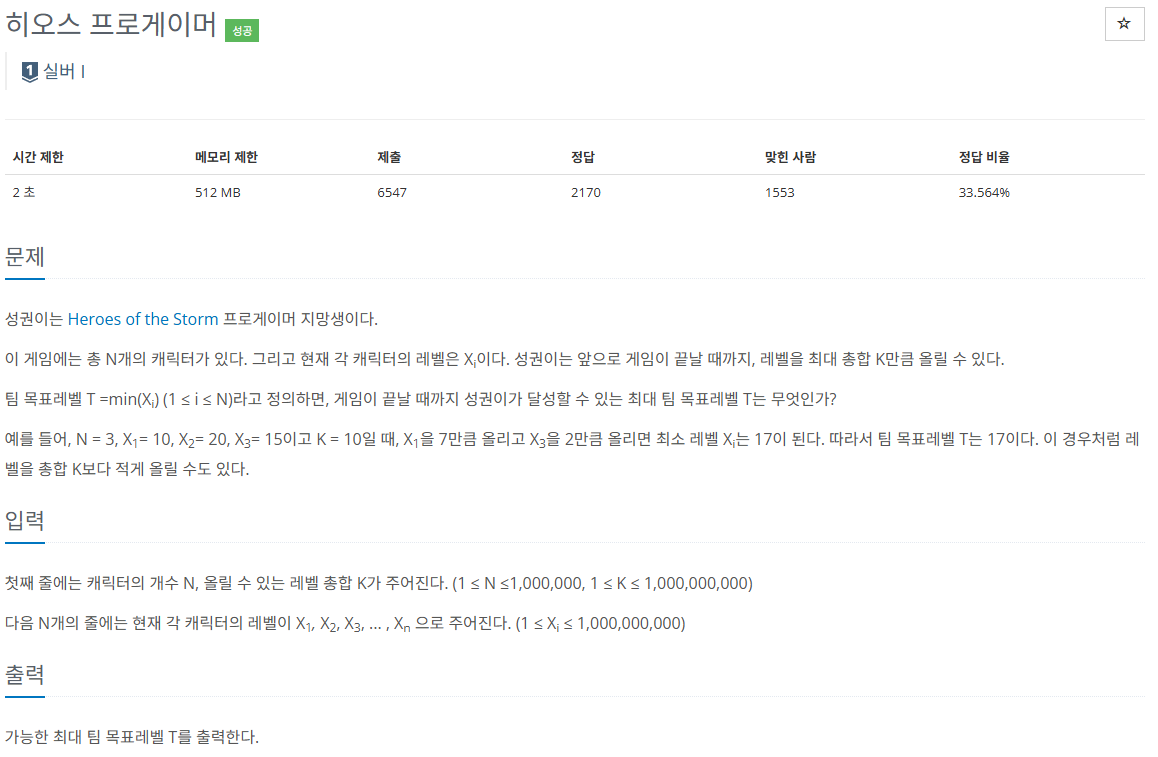 히오스 프로게이머 성공 ☆
1 실버 I
시간 제한 메모리 제한 제출 정답 맞힌 사람 정답 비율
2 초 512 MB 6547 2170 1553 33.564%
문제
성권이는 Heroes of the Storm 프로게이머 지망생이다.
이 게임에는 총 N개의 캐릭터가 있다. 그리고 현재 각 캐릭터의 레벨은 Xi이다. 성권이는 앞으로 게임이 끝날 때까지, 레벨을 최대 총합 K만큼 올릴 수 있다.
팀 목표레벨 T =min(Xi) (1 ≤ i ≤ N)라고 정의하면, 게임이 끝날 때까지 성권이가 달성할 수 있는 최대 팀 목표레벨 T는 무엇인가?
예를 들어, N = 3, X1= 10, X2= 20, X3= 15이고 K = 10일 때, X1을 7만큼 올리고 X3을 2만큼 올리면 최소 레벨 Xi는 17이 된다. 따라서 팀 목표레벨 T는 17이다. 이 경우처럼 레
벨을 총합 K보다 적게 올릴 수도 있다.
입력
첫째 줄에는 캐릭터의 개수 N, 올릴 수 있는 레벨 총합 K가 주어진다. (1 ≤ N ≤1,000,000, 1 ≤ K ≤ 1,000,000,000)
다음 N개의 줄에는 현재 각 캐릭터의 레벨이 X1, X2, X3, ... , Xn 으로 주어진다. (1 ≤ Xi ≤ 1,000,000,000)
출력
가능한 최대 팀 목표레벨 T를 출력한다.